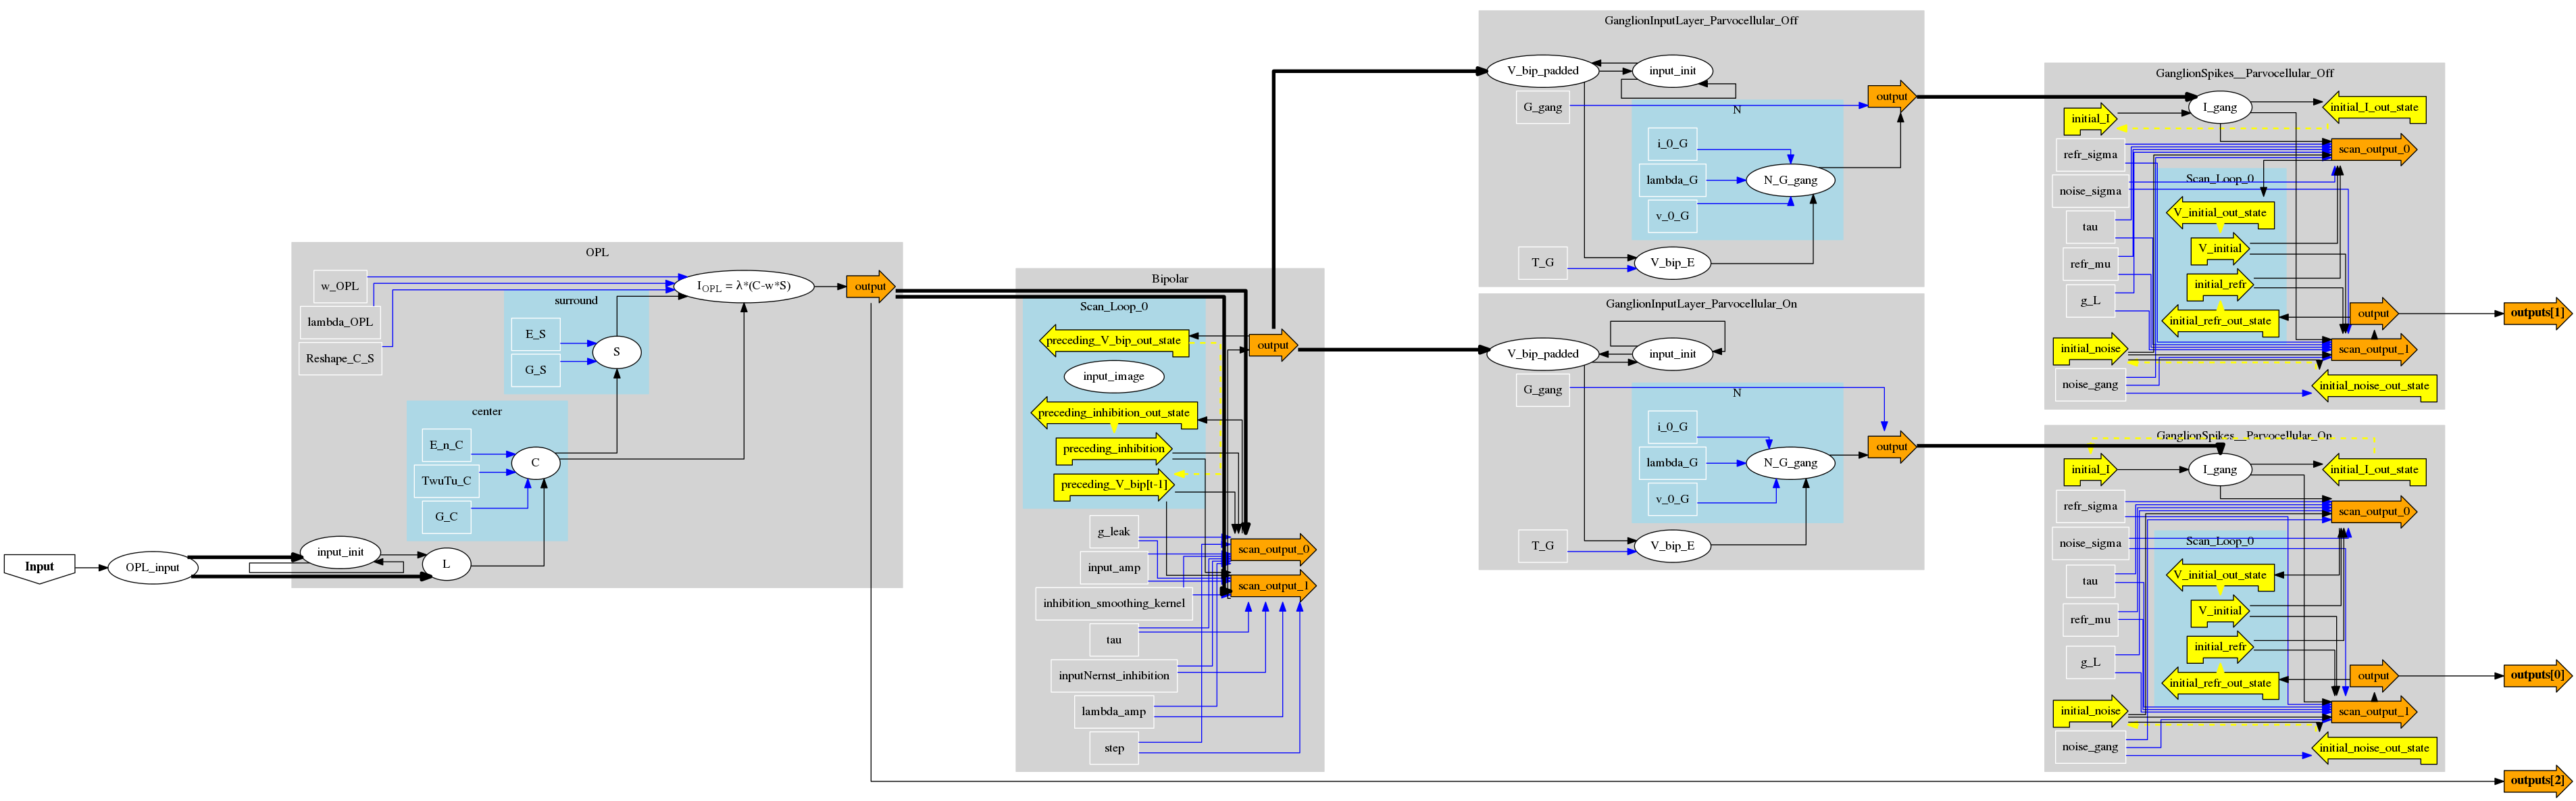 Input
OPL_input
OPL
w_OPL
lambda_OPL
Reshape_C_S
surround
E_S
G_S
S
I_OPL = λ*(C-w*S)
output
center
E_n_C
TwuTu_C
G_C
C
input_init
L
Bipolar
Scan_Loop_0
preceding_V_bip_out_state
input_image
preceding_inhibition_out_state
preceding_inhibition
preceding_V_bip[t-1]
output
g_leak
input_amp
inhibition_smoothing_kernel
tau
inputNernst_inhibition
lambda_amp
step
scan_output_0
scan_output_1
GanglionInputLayer_Parvocellular_Off
V_bip_padded
input_init
G_gang
output
N
i_0_G
lambda_G
v_0_G
N_G_gang
T_G
V_bip_E
GanglionInputLayer_Parvocellular_On
V_bip_padded
input_init
G_gang
output
N
i_0_G
lambda_G
v_0_G
N_G_gang
T_G
V_bip_E
GanglionSpikes__Parvocellular_Off
initial_I
I_gang
initial_I_out_state
refr_sigma
scan_output_0
noise_sigma
Scan_Loop_0
tau
V_initial_out_state
V_initial
refr_mu
initial_refr
g_L
initial_refr_out_state
output
initial_noise
scan_output_1
noise_gang
initial_noise_out_state
GanglionSpikes__Parvocellular_On
initial_I
I_gang
initial_I_out_state
refr_sigma
scan_output_0
noise_sigma
Scan_Loop_0
tau
V_initial_out_state
V_initial
refr_mu
initial_refr
g_L
initial_refr_out_state
output
initial_noise
scan_output_1
noise_gang
initial_noise_out_state
outputs[1]
outputs[0]
outputs[2]